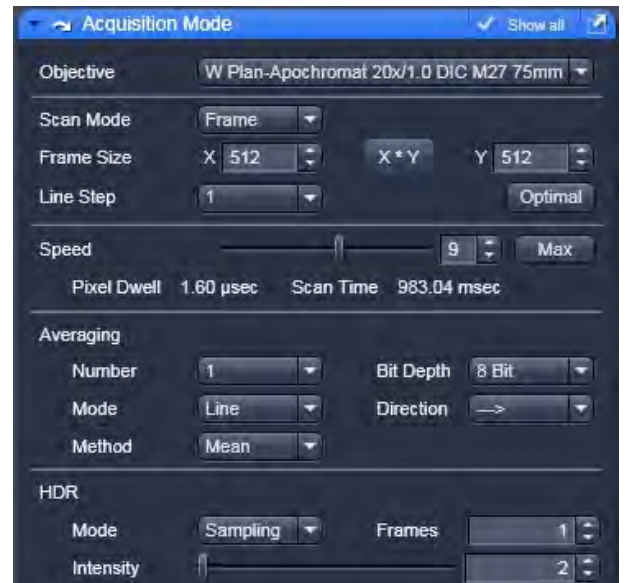 Acquisition Mode Show all
Objective W Plan-Apochromat 20x/1.0 DIC M27 75mm
Scan Mode Frame
Frame Size X 512 X * Y Y 512
Line Step 1 Optimal
Speed 9 Max
Pixel Dwell 1.60 µsec Scan Time 983.04 msec
Averaging
Number 1 Bit Depth 8 Bit
Mode Line Direction --->
Method Mean
HDR
Mode Sampling Frames 1
Intensity 2